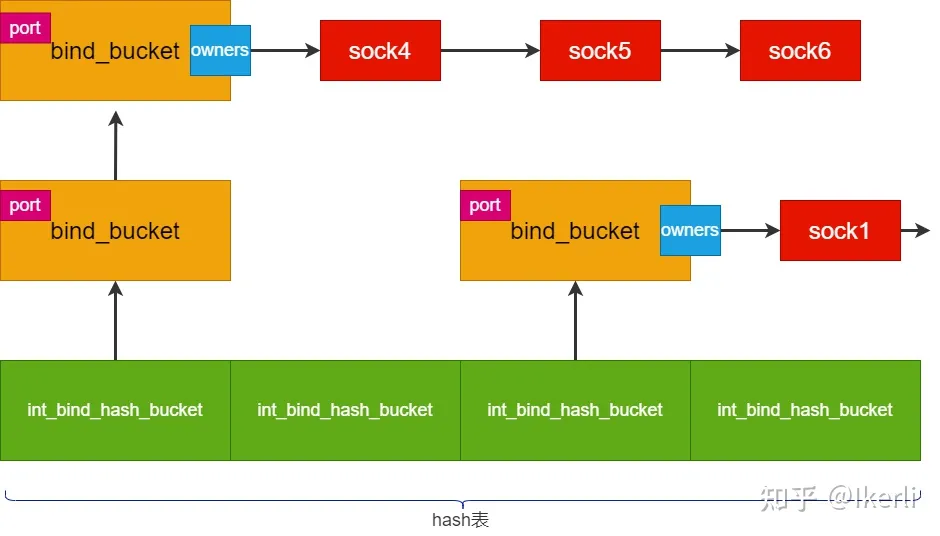 port
bind_bucket
owners
sock4
sock5
sock6
port
bind_bucket
port
bind_bucket
owners
sock1
int_bind_hash_bucket
int_bind_hash_bucket
int_bind_hash_bucket
int_bind_hash_bucket
hash表
知乎 @lkerli